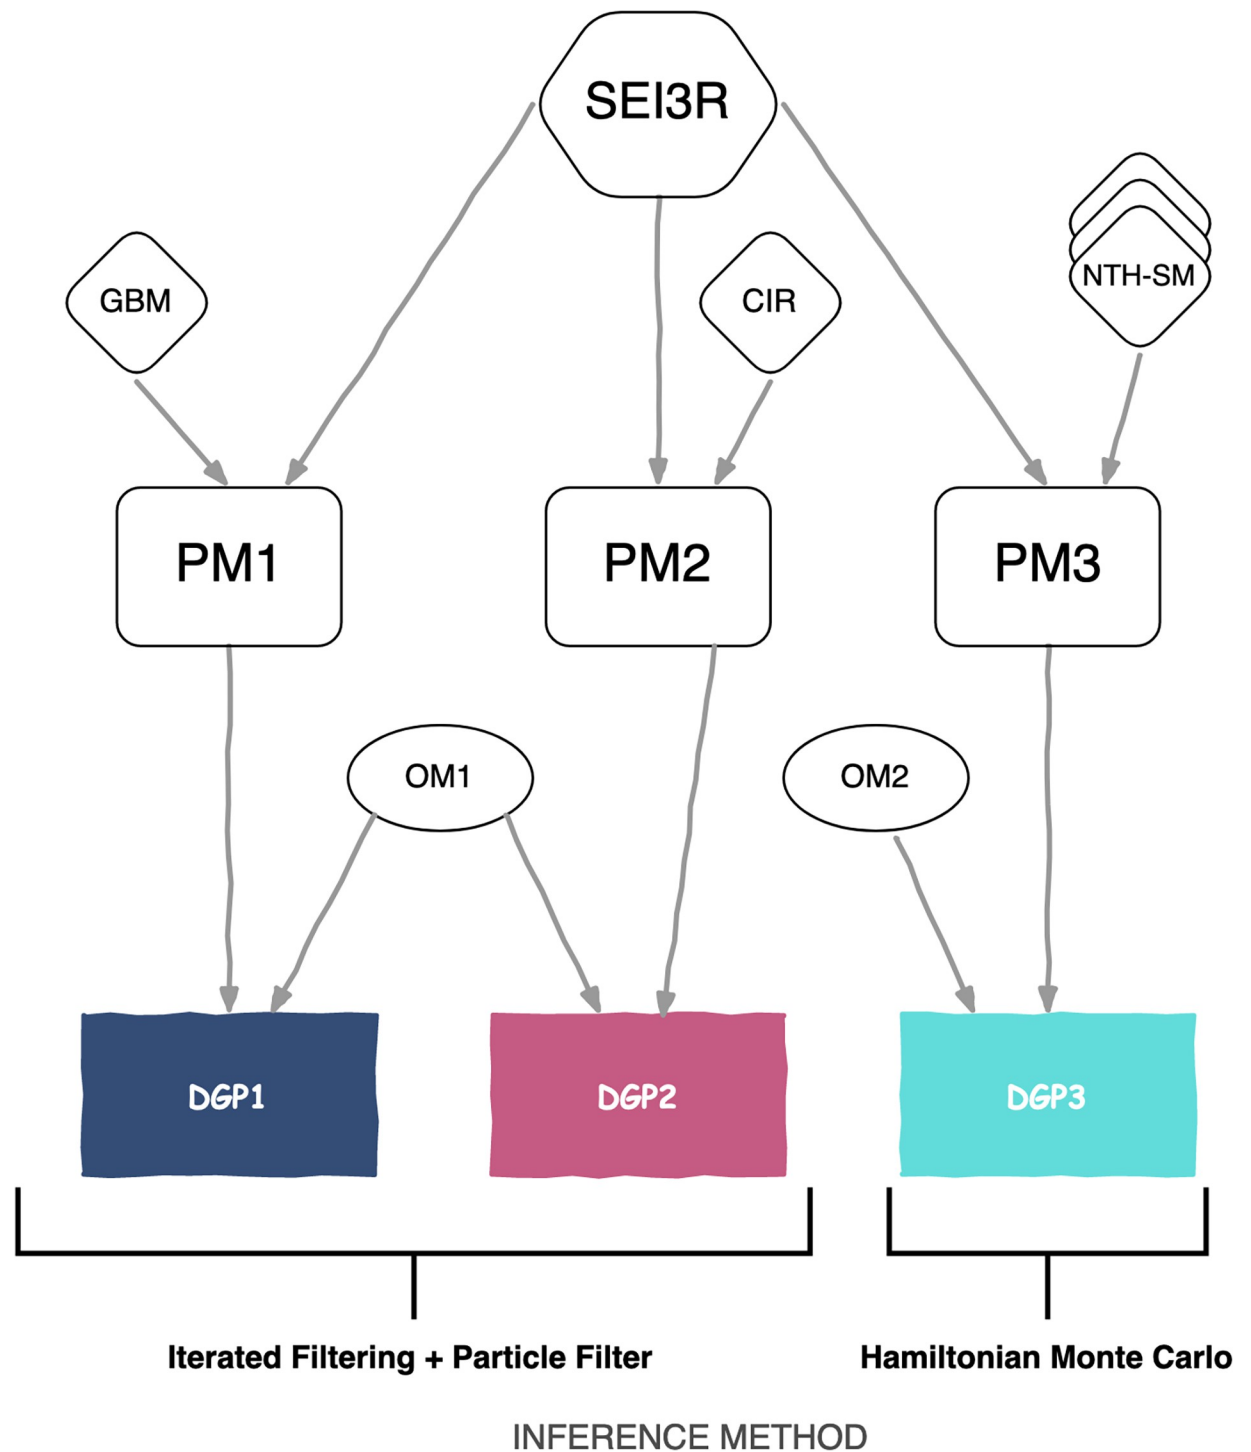 SEI3R
GBM
CIR
NTH-SM
PM1
PM2
PM3
OM1
OM2
DGP1
DGP2
DGP3
Iterated Filtering + Particle Filter
Hamiltonian Monte Carlo
INFERENCE METHOD